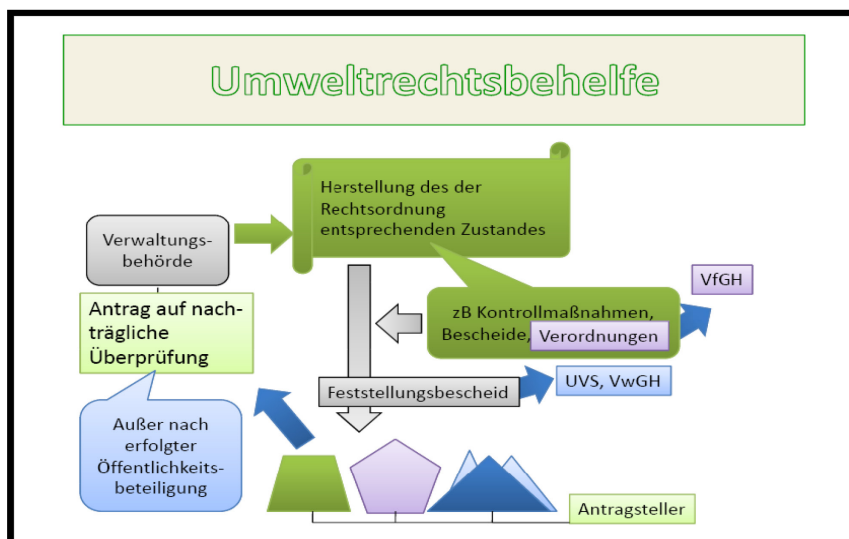 Umweltrechtsbehelfe
Herstellung des der
Rechtsordnung
entsprechenden Zustandes
Verwaltungs-
behörde
VfGH
Antrag auf nach-
trägliche
Überprüfung
zB Kontrollmaßnahmen,
Bescheide, Verordnungen
Feststellungsbescheid
UVS, VwGH
Außer nach
erfolgter
Öffentlichkeits-
beteiligung
Antragsteller